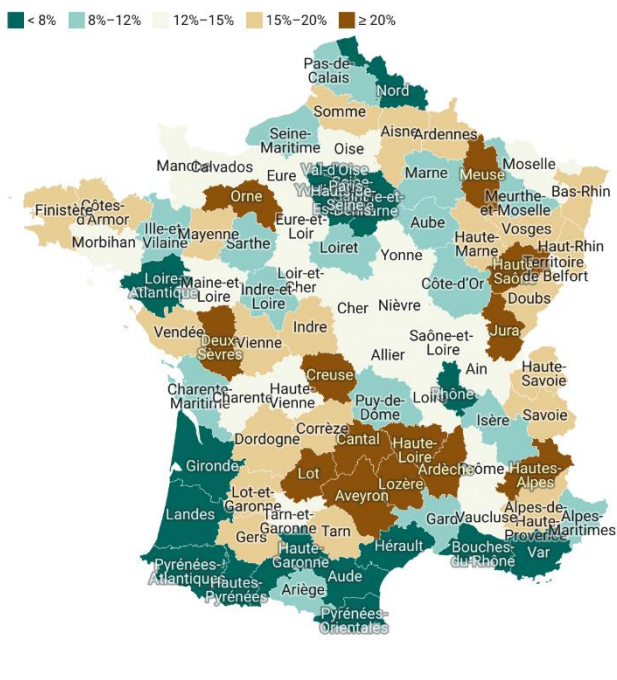 < 8% 8%–12% 12%–15% 15%–20% ≥ 20%
Pas-de-
Calais
Nord
Somme
Aisne
Ardennes
Seine-
Maritime
Oise
Manche
Calvados
Eure
Val-d'Oise
Marne
Meuse
Moselle
Meurthe-
et-Moselle
Bas-Rhin
Orne
Eure-et-
Loir
Finistère
Côtes-
d'Armor
Ille-et-
Vilaine
Mayenne
Sarthe
Morbihan
Loiret
Yonne
Aube
Haute-
Marne
Vosges
Haut-Rhin
Territoire
de Belfort
Haute-
Saône
Loire-
Atlantique
Maine-et-
Loire
Indre-et-
Loire
Loir-et-
Cher
Cher
Nièvre
Côte-d'Or
Doubs
Jura
Vendée
Deux-
Sèvres
Vienne
Indre
Saône-et-
Loire
Allier
Ain
Haute-
Savoie
Charente-
Maritime
Charente
Haute-
Vienne
Creuse
Puy-de-
Dôme
Loire
Rhône
Isère
Savoie
Dordogne
Corrèze
Cantal
Haute-
Loire
Ardèche
Drôme
Hautes-
Alpes
Gironde
Lot
Lozère
Aveyron
Lot-et-
Garonne
Tarn-et-
Garonne
Landes
Gers
Tarn
Gard
Vaucluse
Alpes-de-
Haute-
Provence
Alpes-
Maritimes
Hérault
Bouches-
du-Rhône
Var
Haute-
Garonne
Pyrénées-
Atlantiques
Hautes-
Pyrénées
Ariège
Aude
Pyrénées-
Orientales